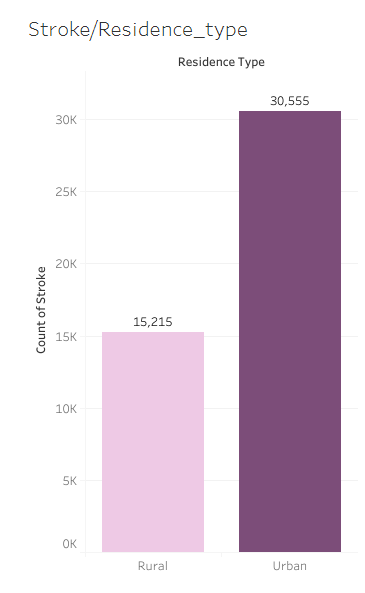 Stroke/Residence_type
Residence Type
30,555
30K
25K
20K
15,215
15K
10K
5K
0K
Count of Stroke
Rural
Urban